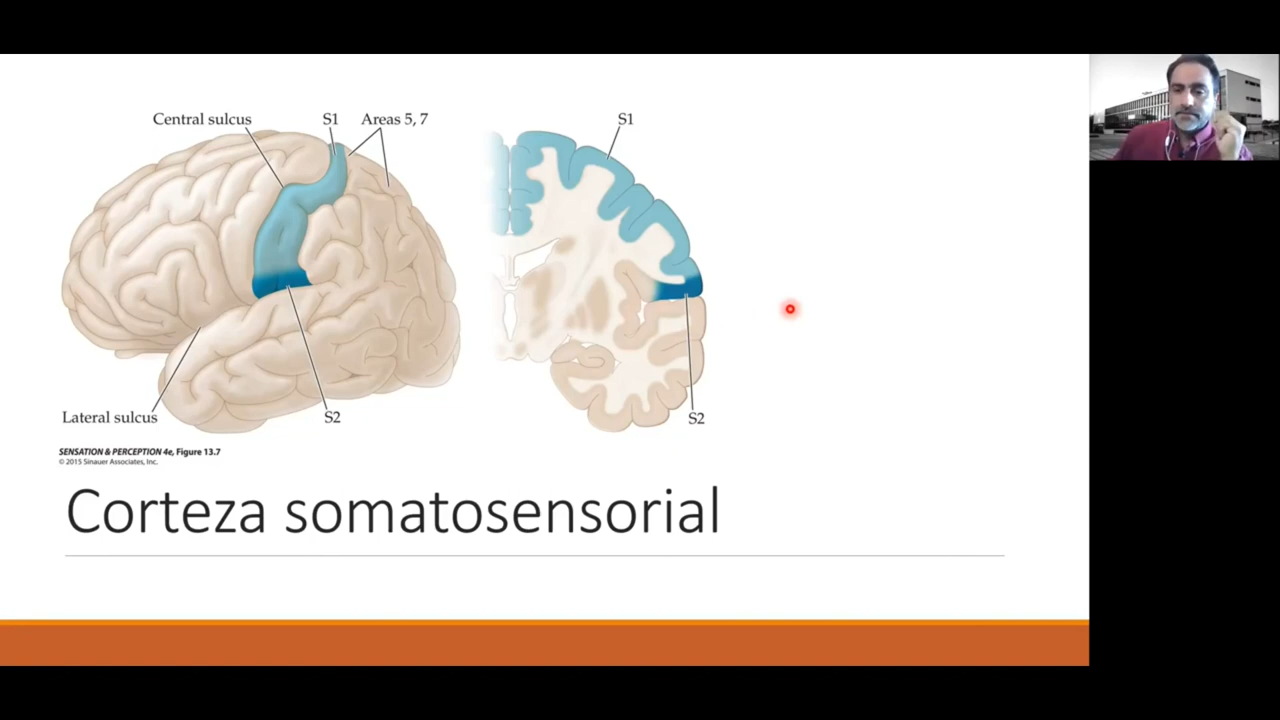 Central sulcus
S1
Areas 5, 7
S1
Lateral sulcus
S2
S2
SENSATION & PERCEPTION 4e, Figure 13.7
© 2015 Sinauer Associates, Inc.
Corteza somatosensorial